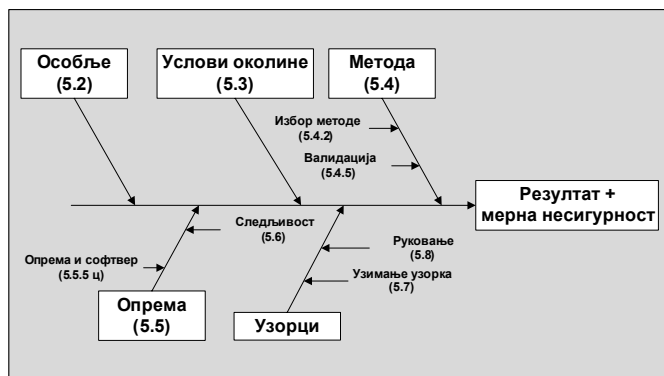 Особље
(5.2)
Услови околине
(5.3)
Метода
(5.4)
Избор методе
(5.4.2)
Валидација
(5.4.5)
Резултат +
мерна несигурност
Следљивост
(5.6)
Опрема и софтвер
(5.5.5 ц)
Опрема
(5.5)
Руковање
(5.8)
Узимање узорка
(5.7)
Узорци